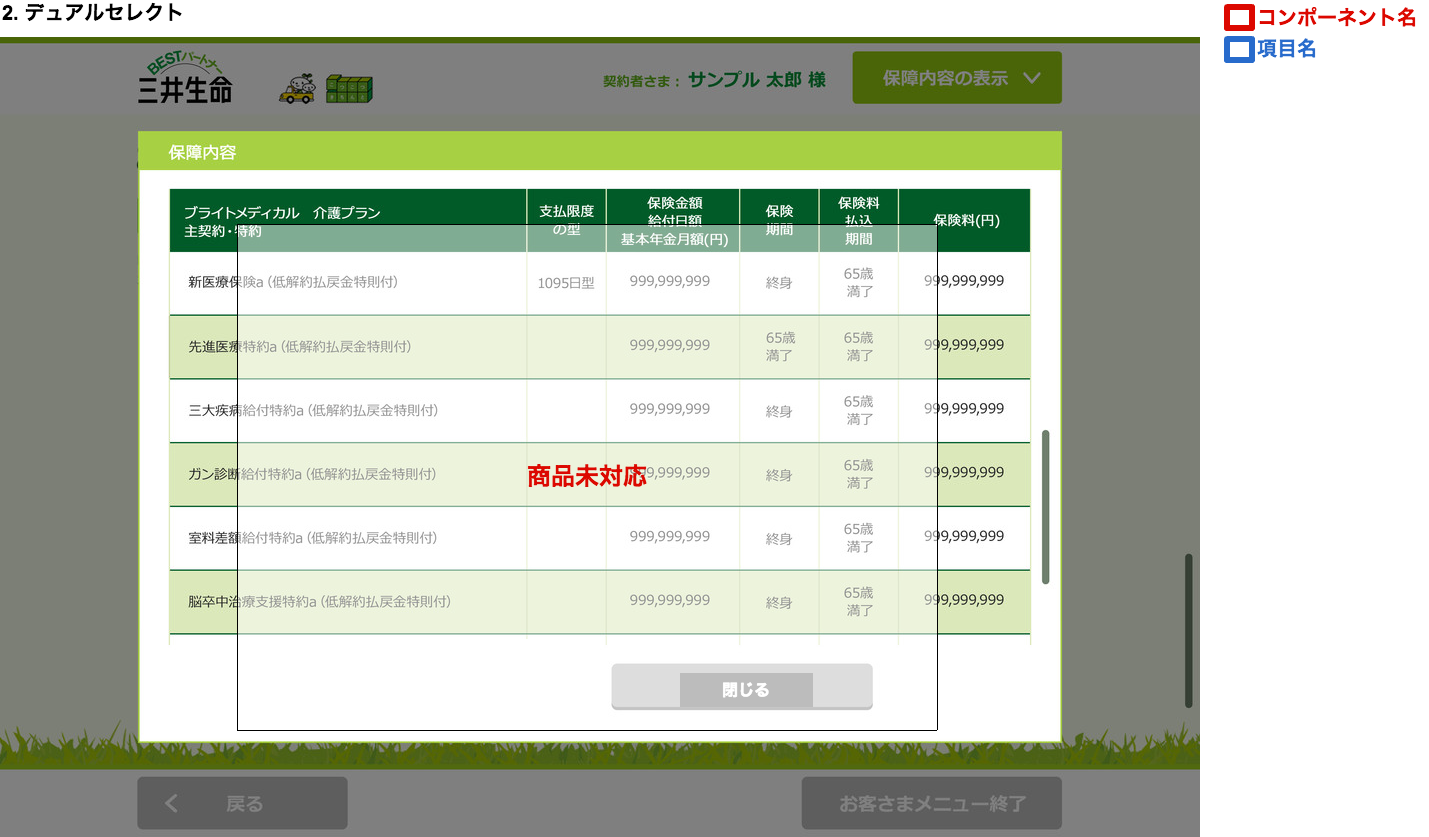 2. デュアルセレクト
コンポーネント名
項目名
BESTパートナー
三井生命
契約者さま： サンプル 太郎 様
保障内容の表示
保障内容
ブライトメディカル　介護プラン
主契約・特約
支払限度
の型
保険金額
給付日額
基本年金月額(円)
保険
期間
保険料
払込
期間
保険料(円)
新医療保険a（低解約払戻金特則付） 1095日型 999,999,999 終身 65歳満了 999,999,999
先進医療特約a（低解約払戻金特則付） 999,999,999 65歳満了 65歳満了 999,999,999
三大疾病給付特約a（低解約払戻金特則付） 999,999,999 終身 65歳満了 999,999,999
ガン診断給付特約a（低解約払戻金特則付） 999,999,999 終身 65歳満了 999,999,999
商品未対応
室料差額給付特約a（低解約払戻金特則付） 999,999,999 終身 65歳満了 999,999,999
脳卒中治療支援特約a（低解約払戻金特則付） 999,999,999 終身 65歳満了 999,999,999
閉じる
戻る
お客さまメニュー終了